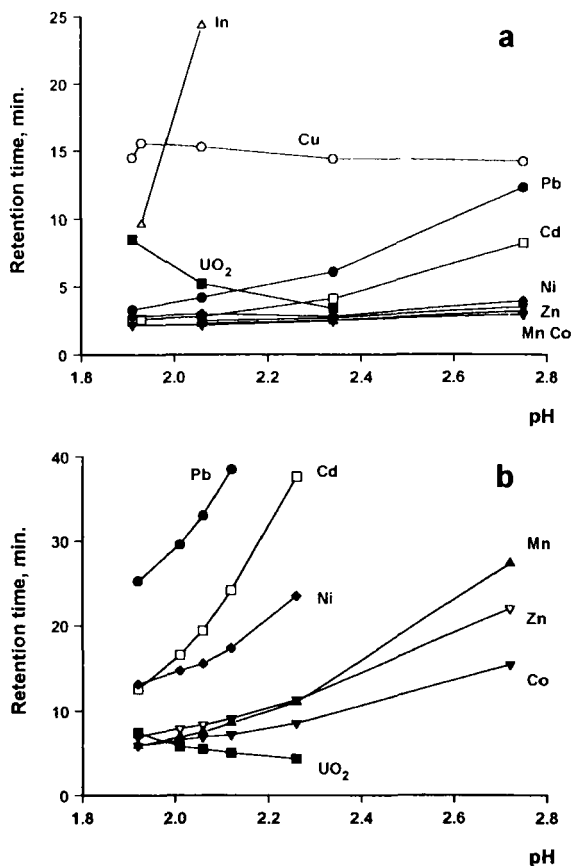 a
25
20
15
10
5
0
Retention time, min.
In
Cu
Pb
Cd
UO2
Ni
Zn
Mn Co
1.8 2.0 2.2 2.4 2.6 2.8
pH
b
40
30
20
10
0
Retention time, min.
Pb
Cd
Ni
Mn
Zn
Co
UO2
1.8 2.0 2.2 2.4 2.6 2.8
pH